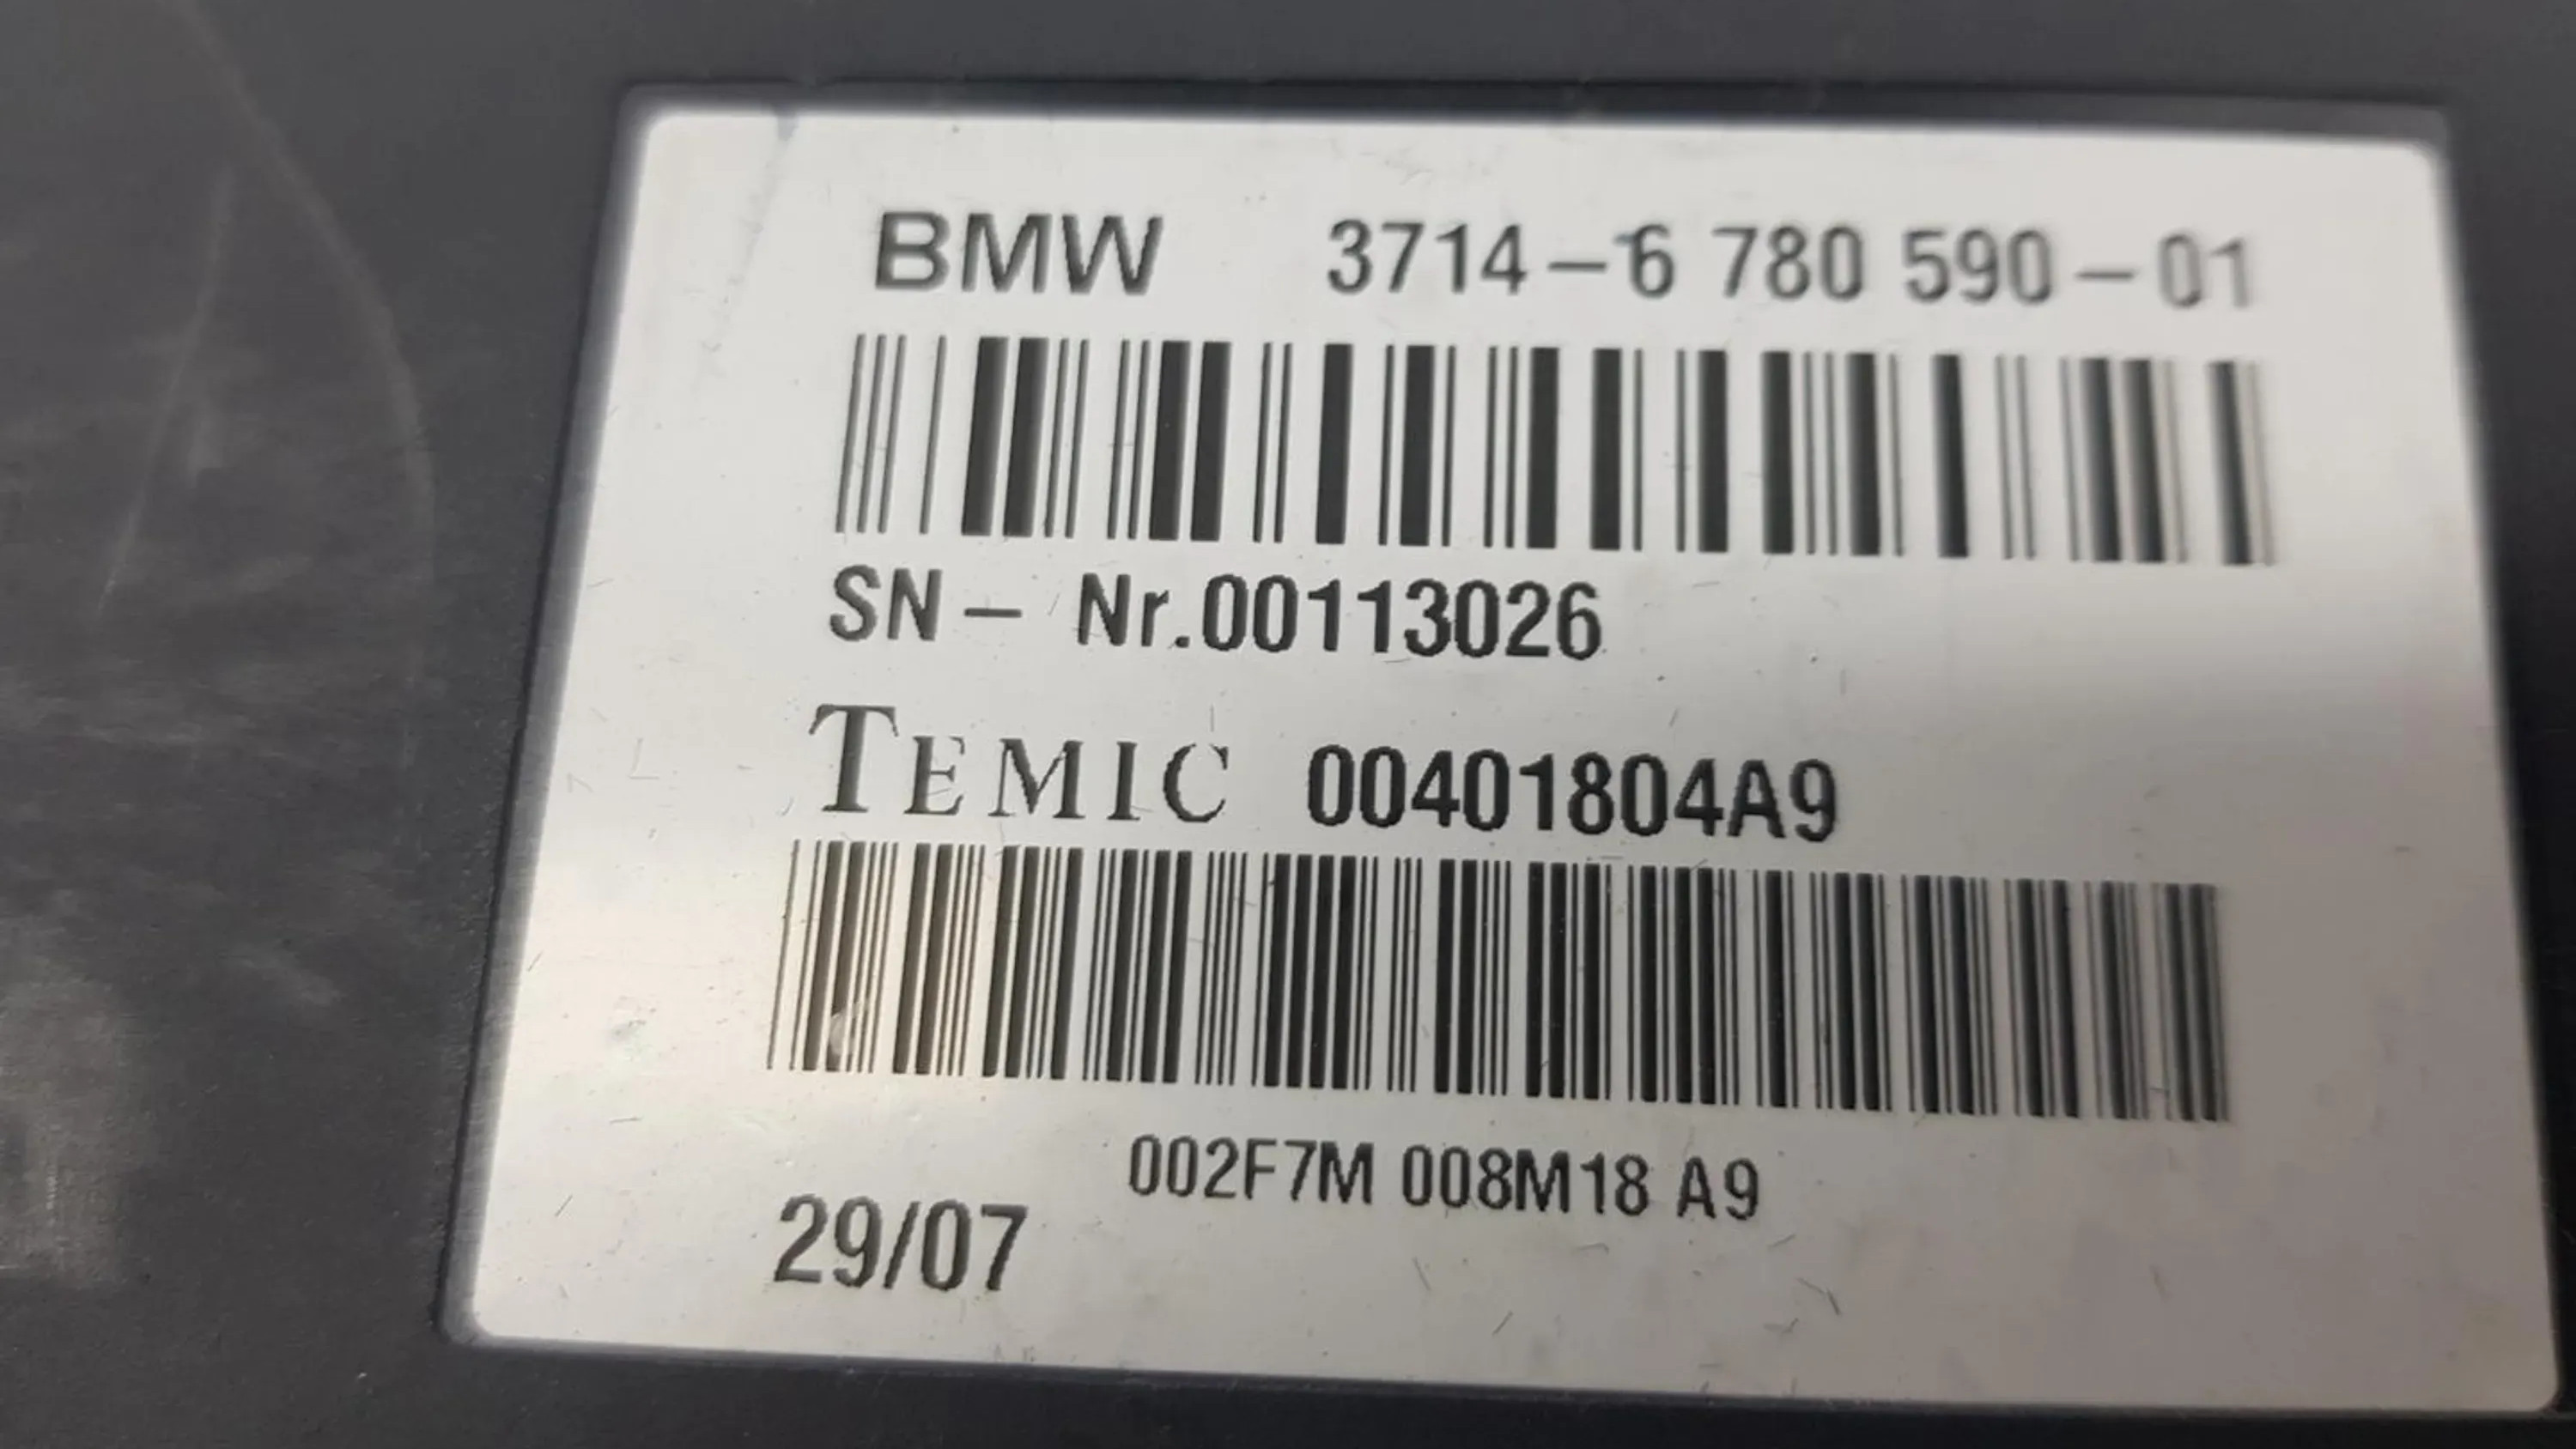 BMW 3714-6 780 590-01
SN- Nr.00113026
TEMIC 00401804A9
002F7M 008M18 A9
29/07